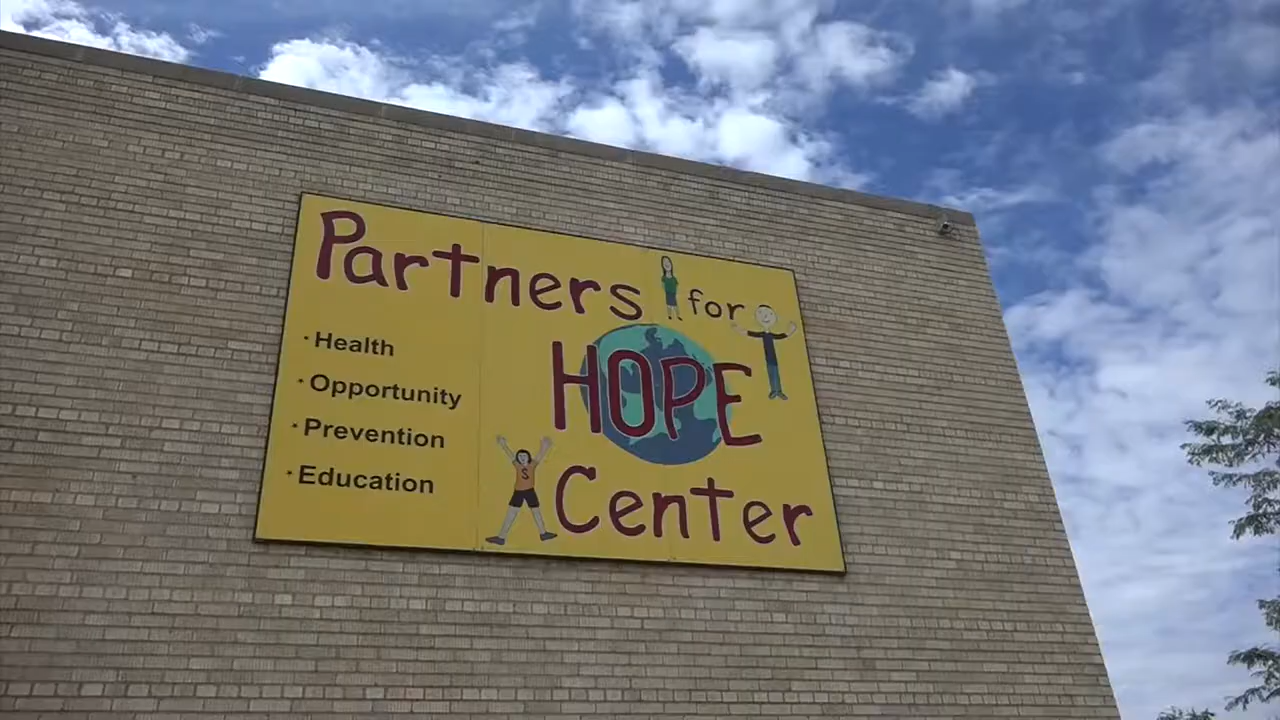 Partners for
HOPE
Center
· Health
· Opportunity
· Prevention
· Education
S